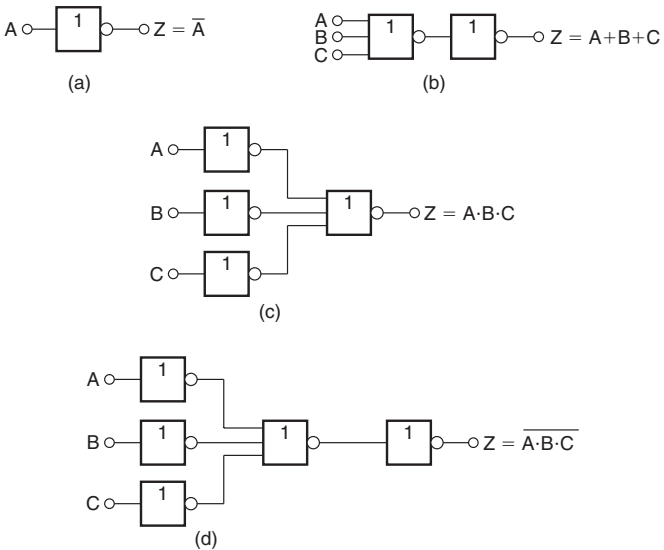 A 1 Z = A̅
(a)
A
B
C
1 1 Z = A+B+C
(b)
A 1
B 1 1 Z = A·B·C
C 1
(c)
A 1
B 1 1 1 Z = A̅·̅B̅·̅C̅
C 1
(d)